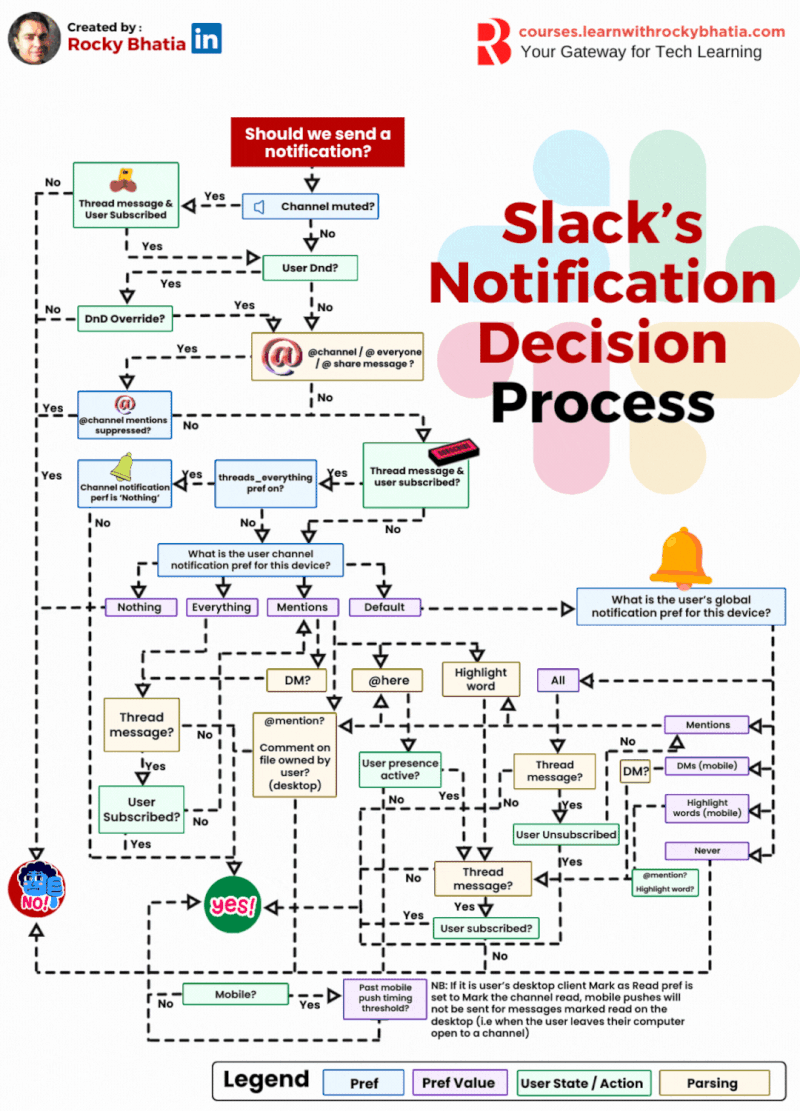 Created by :
Rocky Bhatia
in
courses.learnwithrockybhatia.com
Your Gateway for Tech Learning
Should we send a
notification?
Slack's
Notification
Decision
Process
No
Thread message &
User Subscribed
Yes
Channel muted?
No
Yes
User Dnd?
Yes
No
DnD Override?
Yes
No
@channel / @ everyone
/ @ share message ?
Yes
No
Yes
@channel mentions
suppressed?
No
SUBSCRIBE
Thread message &
user subscribed?
Yes
threads_everything
pref on?
Yes
Channel notification
perf is 'Nothing'
Yes
No
No
No
What is the user channel
notification pref for this device?
Nothing
Everything
Mentions
Default
What is the user's global
notification pref for this device?
DM?
@here
Highlight
word
All
Thread
message?
No
Yes
@mention?
Comment on
file owned by
user?
(desktop)
User presence
active?
No
Yes
Thread
message?
No
Yes
No
Mentions
DM?
DMs (mobile)
Highlight
words (mobile)
Never
User
Subscribed?
No
Yes
User Unsubscribed
Yes
Thread
message?
No
Yes
@mention?
Highlight word?
User subscribed?
Yes
No
NO!
yes!
Mobile?
No
Yes
Past mobile
push timing
threshold?
NB: If it is user's desktop client Mark as Read pref is
set to Mark the channel read, mobile pushes will
not be sent for messages marked read on the
desktop (i.e when the user leaves their computer
open to a channel)
Legend
Pref
Pref Value
User State / Action
Parsing